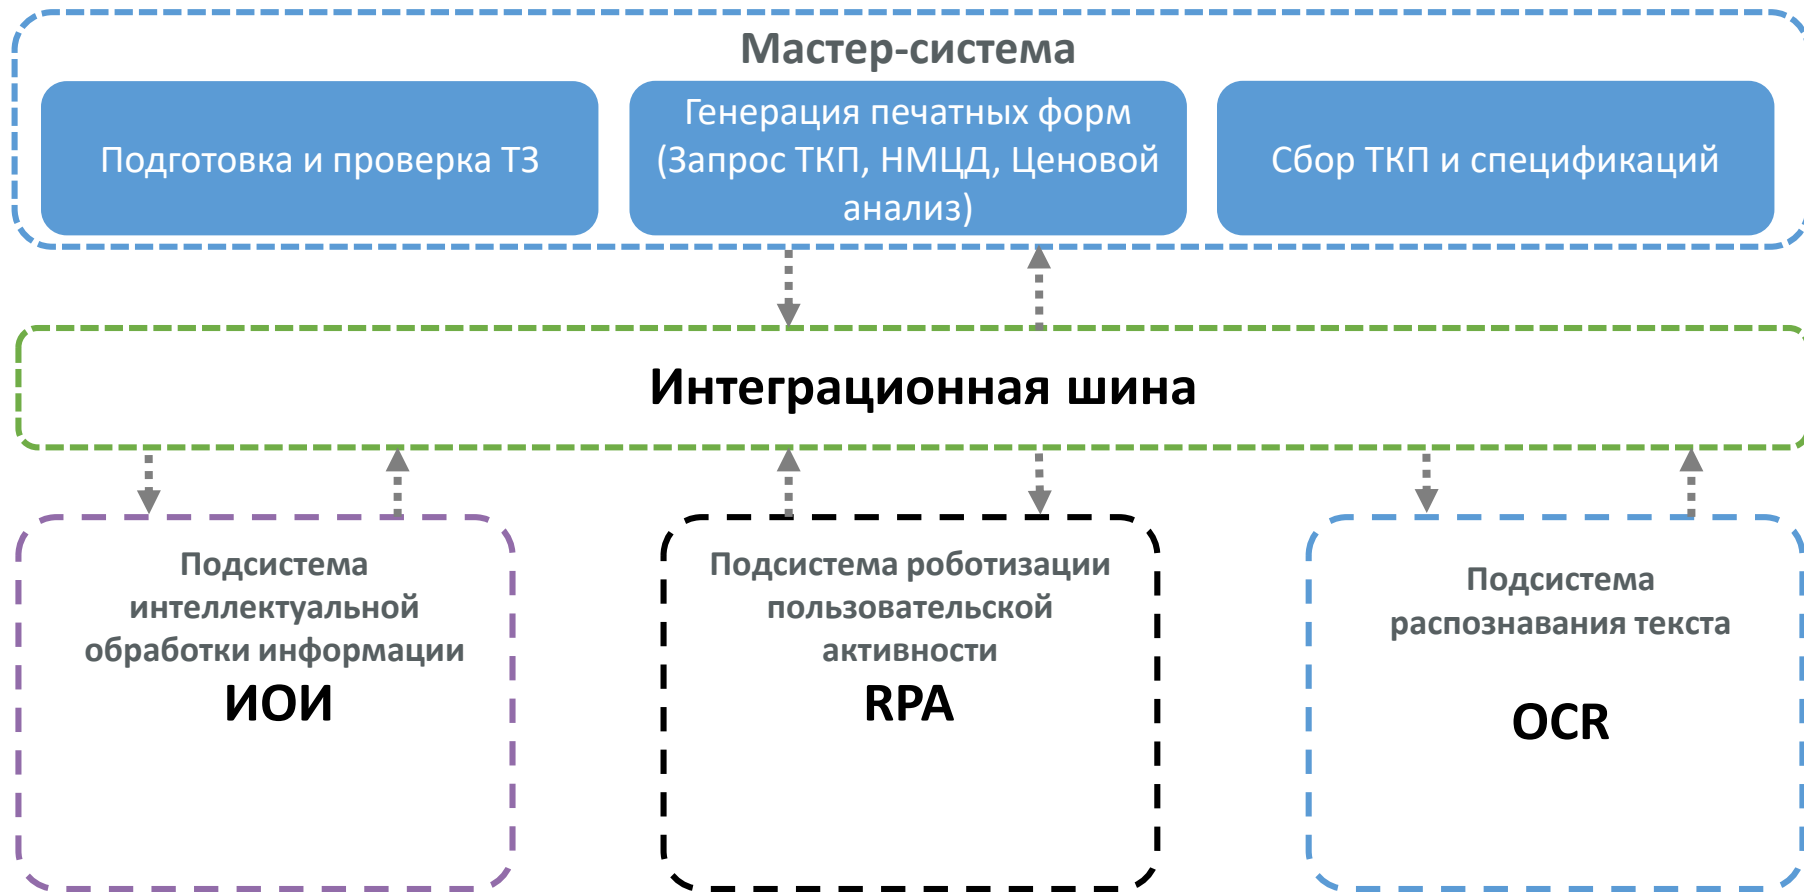 Мастер-система
Подготовка и проверка ТЗ
Генерация печатных форм
(Запрос ТКП, НМЦД, Ценовой
анализ)
Сбор ТКП и спецификаций
Интеграционная шина
Подсистема
интеллектуальной
обработки информации
ИОИ
Подсистема роботизации
пользовательской
активности
RPA
Подсистема
распознавания текста
OCR